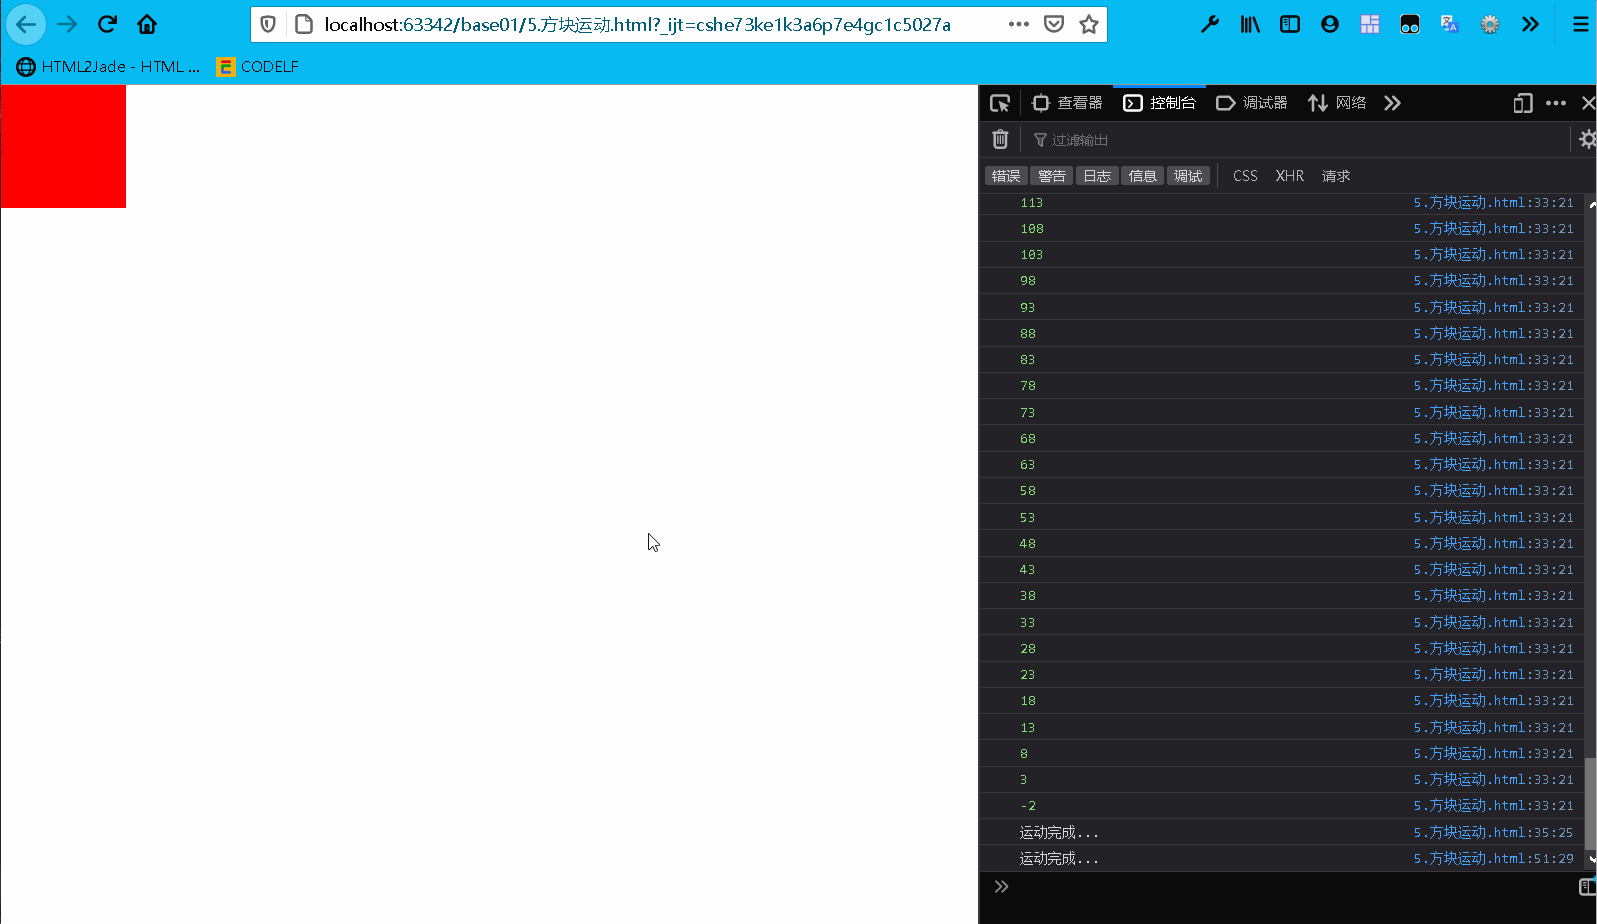 localhost:63342/base01/5.方块运动.html?_ijt=cshe73ke1k3a6p7e4gc1c5027a
HTML2Jade - HTML ... CODELF
查看器 控制台 调试器 网络
过滤输出
错误 警告 日志 信息 调试 CSS XHR 请求
113 5.方块运动.html:33:21
108 5.方块运动.html:33:21
103 5.方块运动.html:33:21
98 5.方块运动.html:33:21
93 5.方块运动.html:33:21
88 5.方块运动.html:33:21
83 5.方块运动.html:33:21
78 5.方块运动.html:33:21
73 5.方块运动.html:33:21
68 5.方块运动.html:33:21
63 5.方块运动.html:33:21
58 5.方块运动.html:33:21
53 5.方块运动.html:33:21
48 5.方块运动.html:33:21
43 5.方块运动.html:33:21
38 5.方块运动.html:33:21
33 5.方块运动.html:33:21
28 5.方块运动.html:33:21
23 5.方块运动.html:33:21
18 5.方块运动.html:33:21
13 5.方块运动.html:33:21
8 5.方块运动.html:33:21
3 5.方块运动.html:33:21
-2 5.方块运动.html:33:21
运动完成... 5.方块运动.html:35:25
运动完成... 5.方块运动.html:51:29